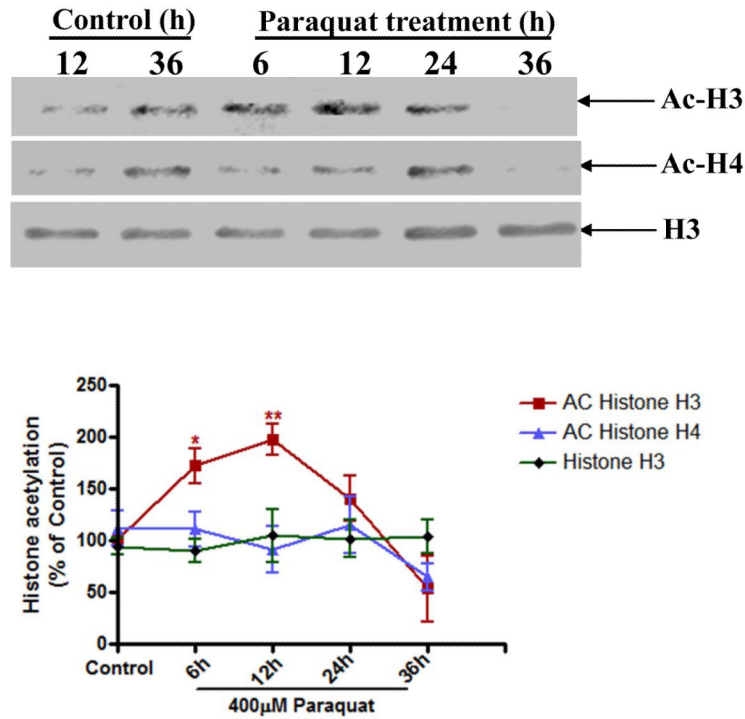 Control (h) Paraquat treatment (h)
12 36 6 12 24 36
Ac-H3
Ac-H4
H3
250
200
150
100
50
0
Histone acetylation
(% of Control)
* **
AC Histone H3
AC Histone H4
Histone H3
Control 6h 12h 24h 36h
400µM Paraquat